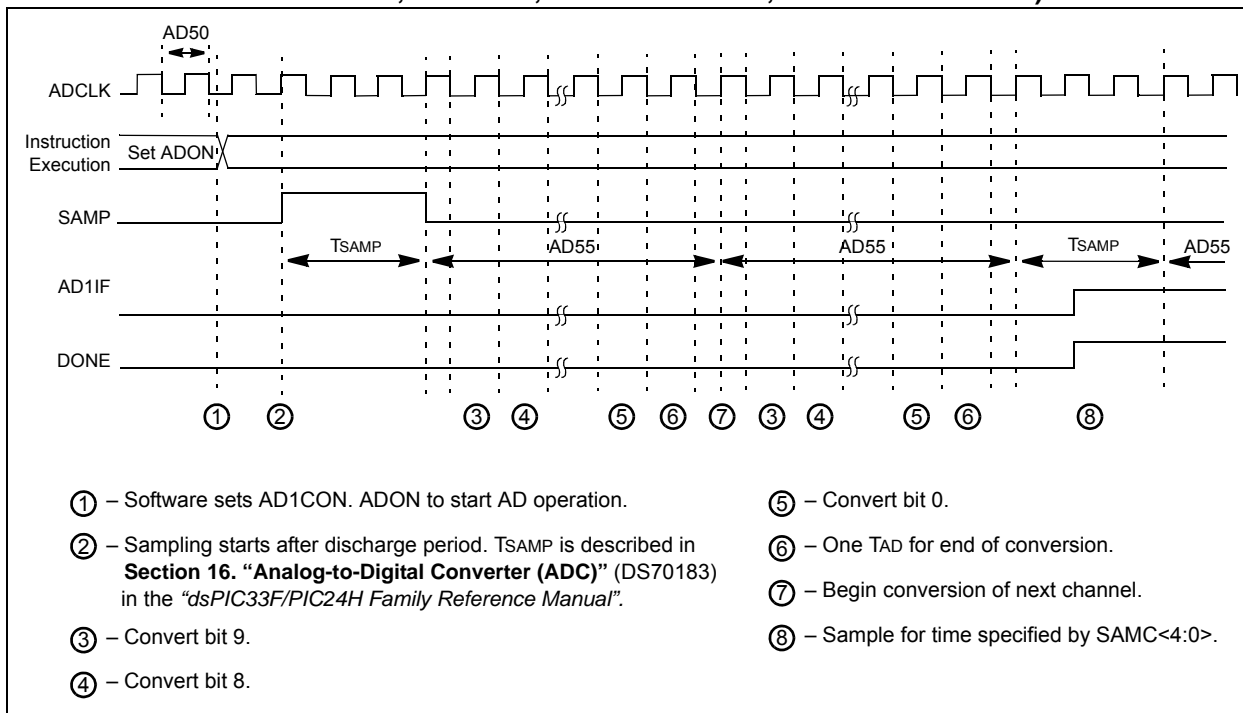 AD50
ADCLK
Instruction
Execution
Set ADON
SAMP
TSAMP
AD55
AD55
TSAMP
AD55
AD1IF
DONE
1 2 3 4 5 6 7 3 4 5 6 8
1 – Software sets AD1CON. ADON to start AD operation.
2 – Sampling starts after discharge period. TSAMP is described in
Section 16. “Analog-to-Digital Converter (ADC)” (DS70183)
in the “dsPIC33F/PIC24H Family Reference Manual”.
3 – Convert bit 9.
4 – Convert bit 8.
5 – Convert bit 0.
6 – One TAD for end of conversion.
7 – Begin conversion of next channel.
8 – Sample for time specified by SAMC<4:0>.